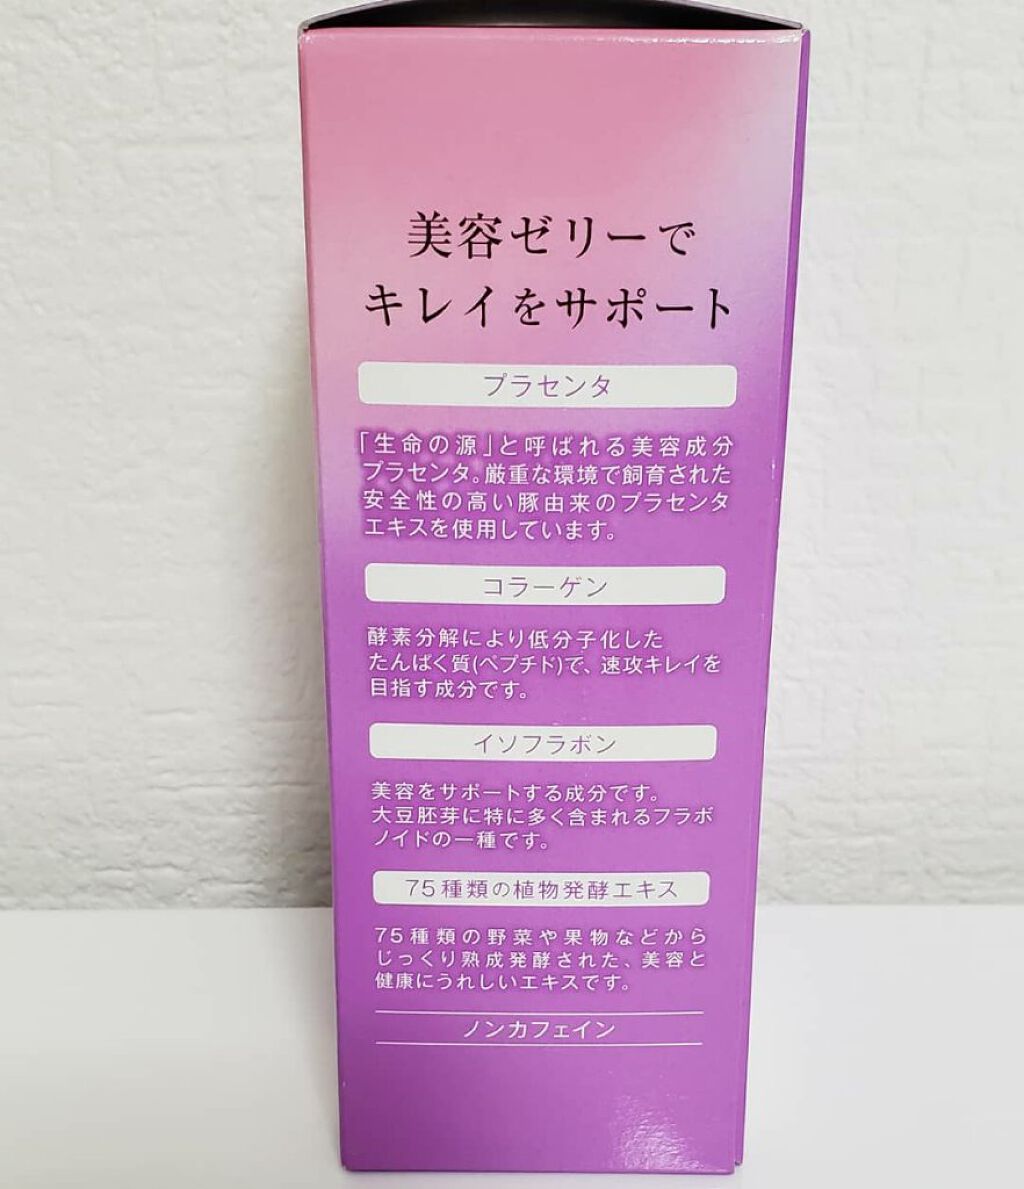 美容ゼリーで
キレイをサポート
プラセンタ
「生命の源」と呼ばれる美容成分
プラセンタ。厳重な環境で飼育された
安全性の高い豚由来のプラセンタ
エキスを使用しています。
コラーゲン
酵素分解により低分子化した
たんぱく質(ペプチド)で、速攻キレイを
目指す成分です。
イソフラボン
美容をサポートする成分です。
大豆胚芽に特に多く含まれるフラボ
ノイドの一種です。
75種類の植物発酵エキス
75種類の野菜や果物などから
じっくり熟成発酵された、美容と
健康にうれしいエキスです。
ノンカフェイン